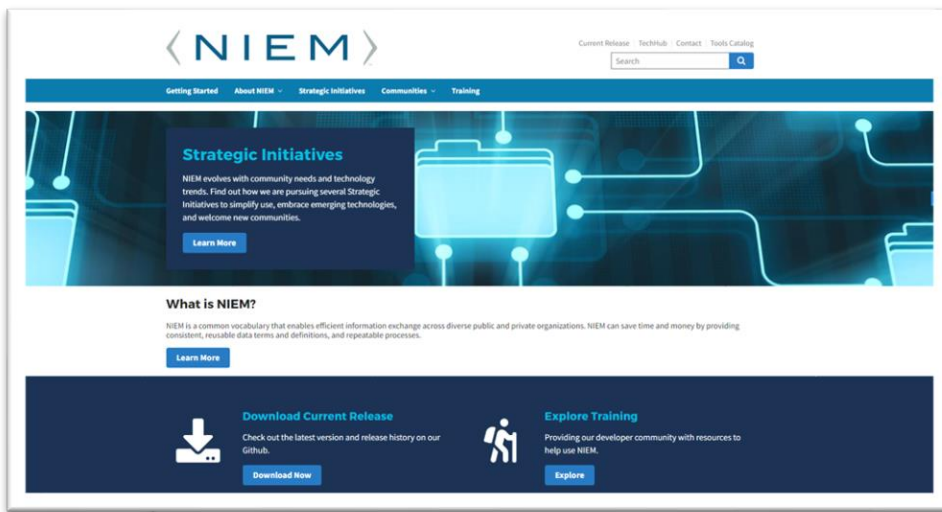 NIEM
Current Release
TechHub
Contact
Tools Catalog
Search
Getting Started
About NIEM
Strategic Initiatives
Communities
Training
Strategic Initiatives
NIEM evolves with community needs and technology
trends. Find out how we are pursuing several Strategic
Initiatives to simplify use, embrace emerging technologies,
and welcome new communities.
Learn More
What is NIEM?
NIEM is a common vocabulary that enables efficient information exchange across diverse public and private organizations. NIEM can save time and money by providing
consistent, reusable data terms and definitions, and repeatable processes.
Learn More
Download Current Release
Check out the latest version and release history on our
Github.
Download Now
Explore Training
Providing our developer community with resources to
help use NIEM.
Explore